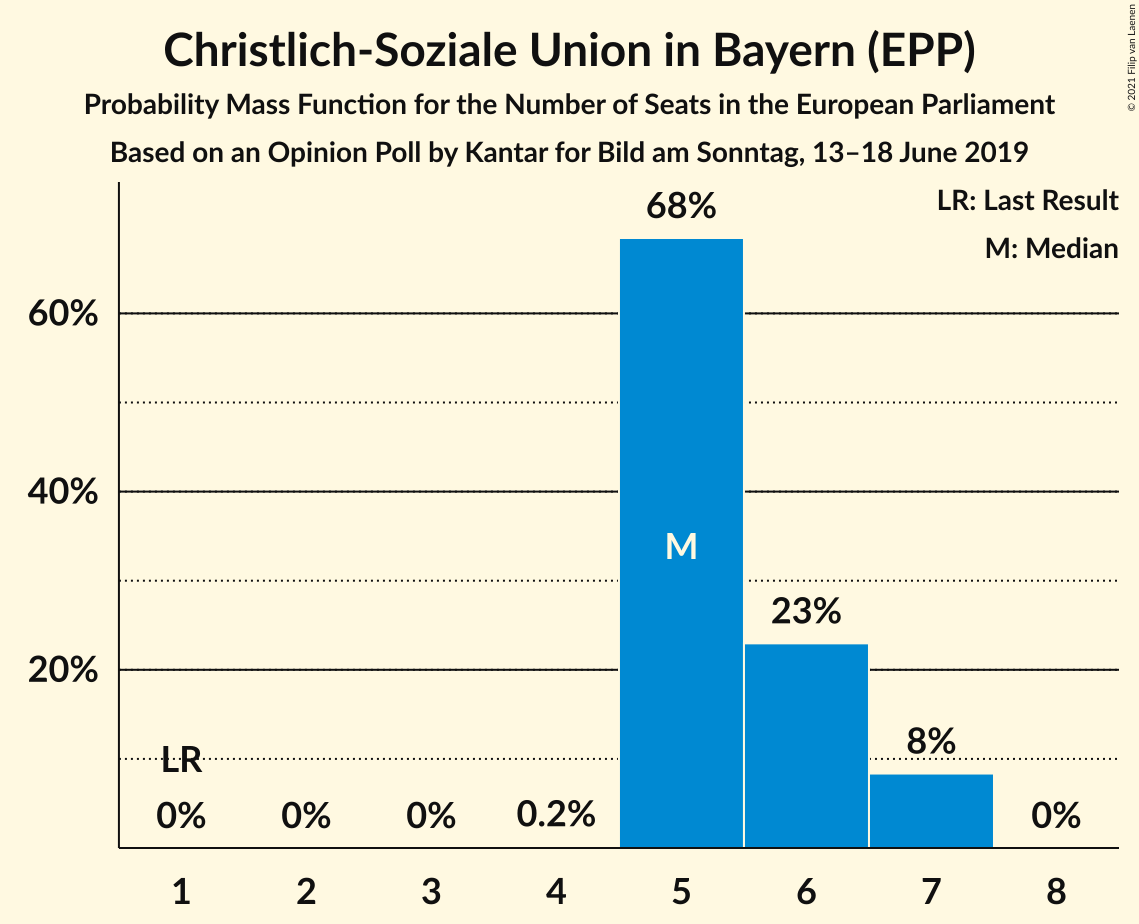 Christlich-Soziale Union in Bayern (EPP)
Probability Mass Function for the Number of Seats in the European Parliament
Based on an Opinion Poll by Kantar for Bild am Sonntag, 13–18 June 2019
© 2021 Filip van Laenen
LR: Last Result
M: Median
68%
60%
40%
M
23%
20%
8%
LR
0% 0% 0% 0.2% 0%
1 2 3 4 5 6 7 8